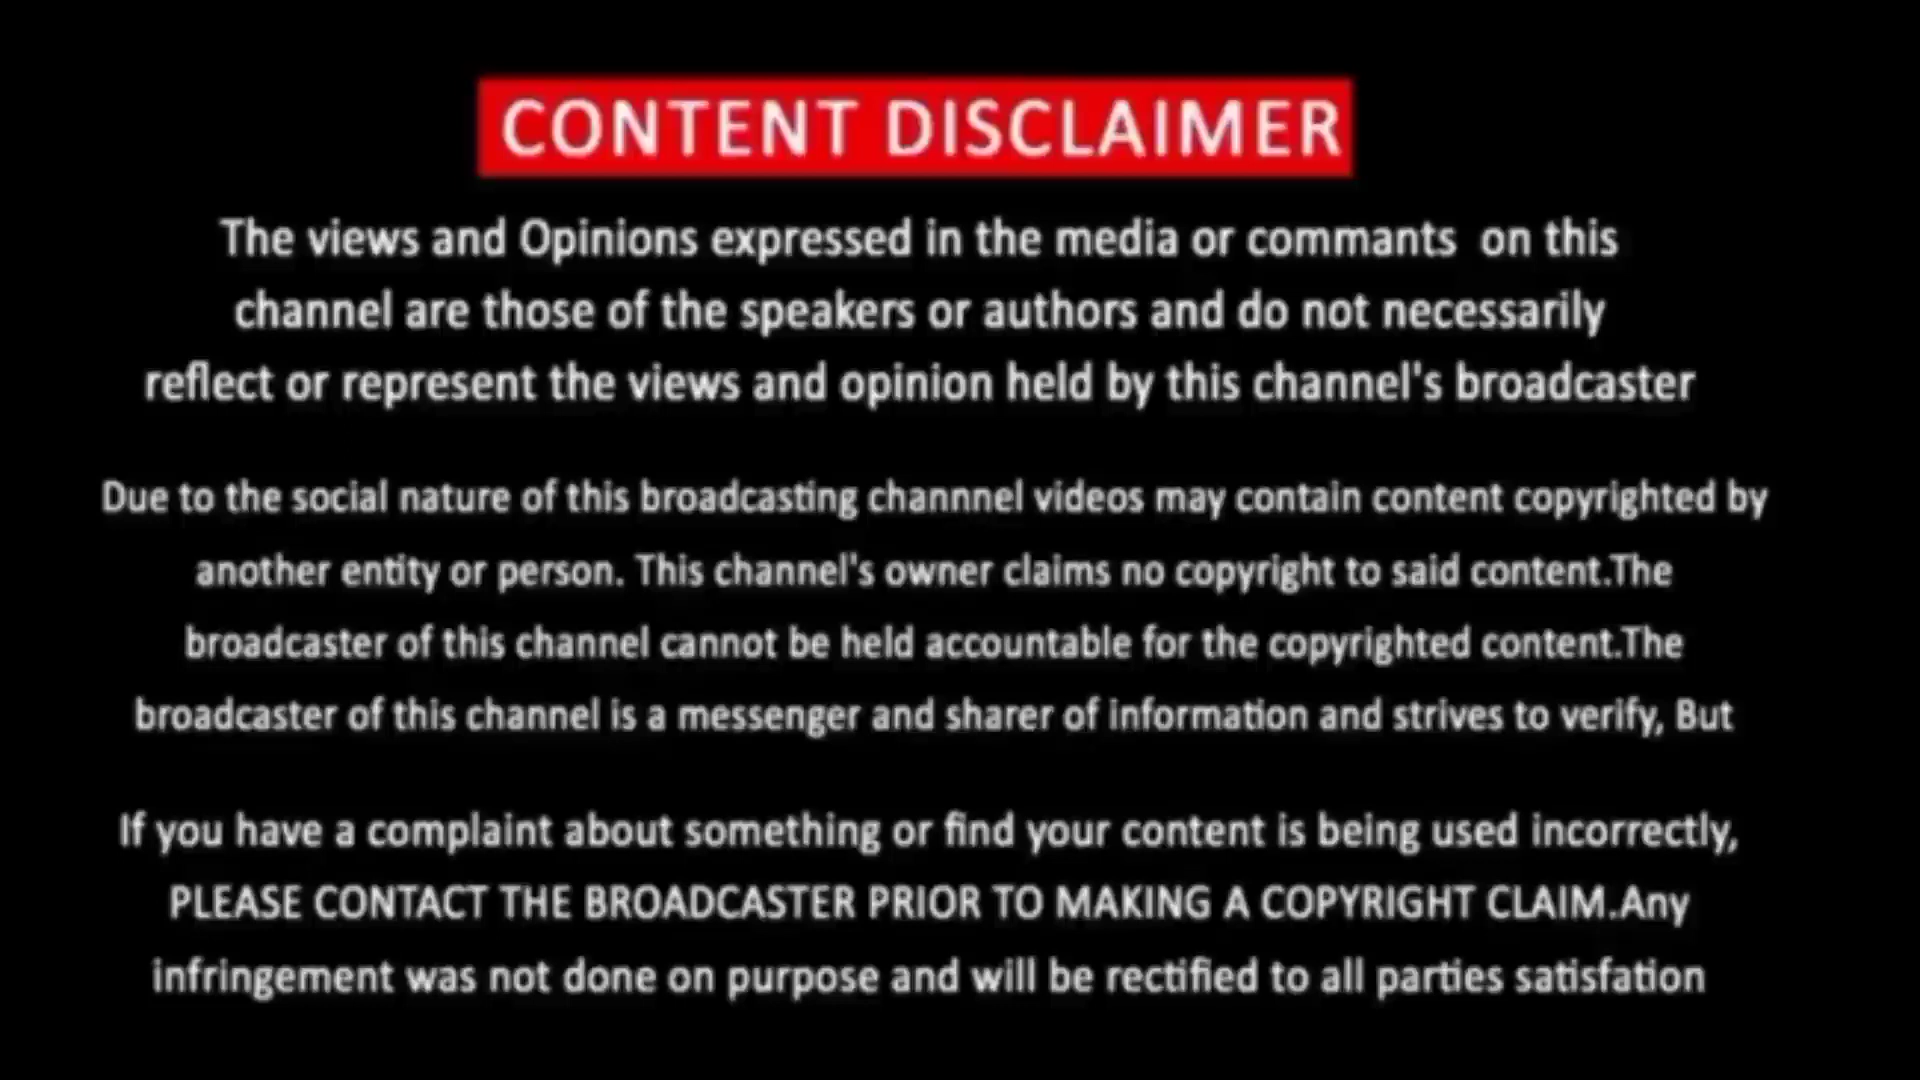 CONTENT DISCLAIMER
The views and Opinions expressed in the media or commants on this
channel are those of the speakers or authors and do not necessarily
reflect or represent the views and opinion held by this channel's broadcaster
Due to the social nature of this broadcasting channnel videos may contain content copyrighted by
another entity or person. This channel's owner claims no copyright to said content.The
broadcaster of this channel cannot be held accountable for the copyrighted content.The
broadcaster of this channel is a messenger and sharer of information and strives to verify, But
If you have a complaint about something or find your content is being used incorrectly,
PLEASE CONTACT THE BROADCASTER PRIOR TO MAKING A COPYRIGHT CLAIM.Any
infringement was not done on purpose and will be rectified to all parties satisfation